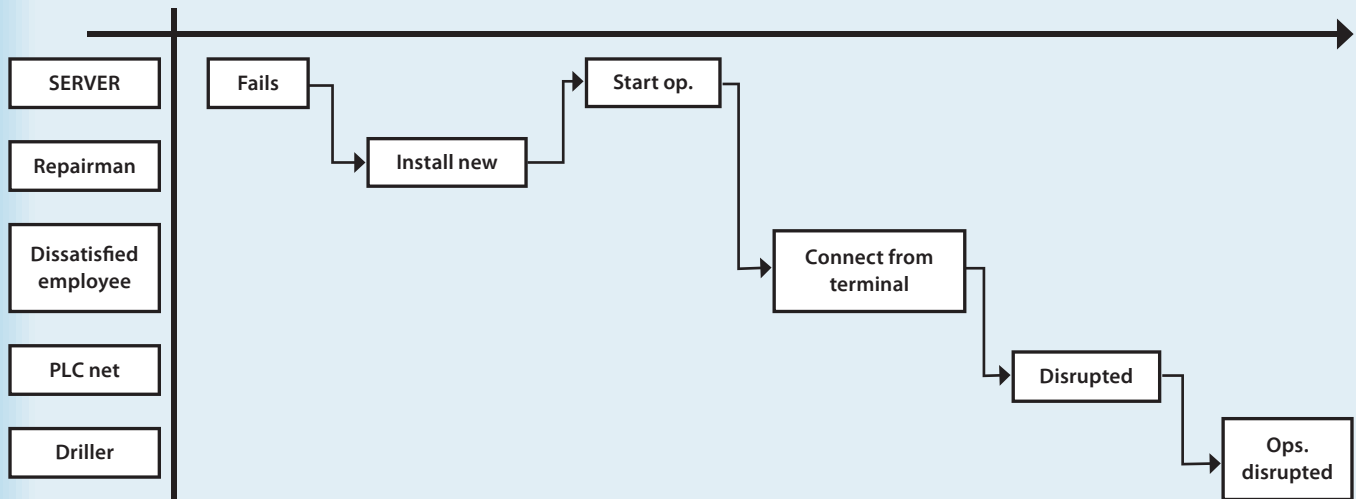 SERVER
Fails
Start op.
Repairman
Install new
Dissatisfied
employee
Connect from
terminal
PLC net
Disrupted
Driller
Ops.
disrupted